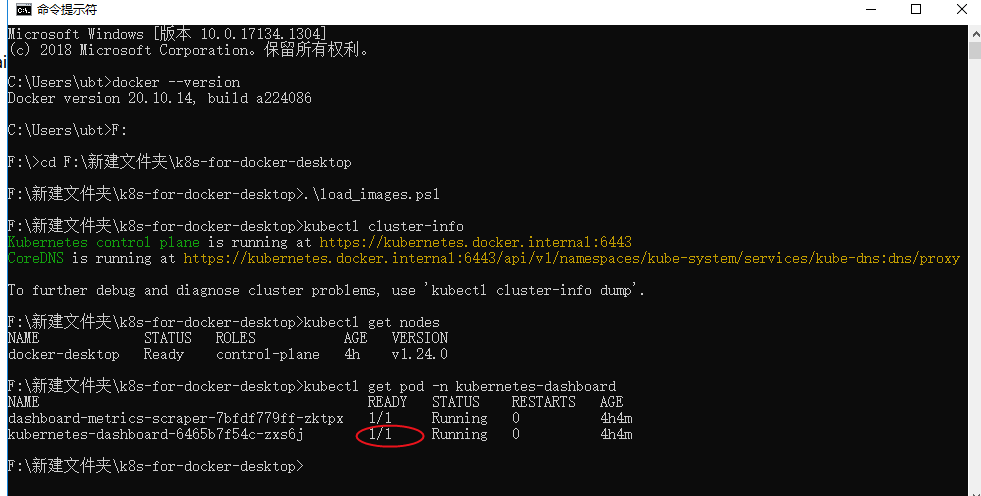 命令提示符
Microsoft Windows [版本 10.0.17134.1304]
(c) 2018 Microsoft Corporation。保留所有权利。
ai
C:\Users\ubt>docker --version
Docker version 20.10.14, build a224086
C:\Users\ubt>F:
F:\>cd F:\新建文件夹\k8s-for-docker-desktop
F:\新建文件夹\k8s-for-docker-desktop>.\load_images.ps1
F:\新建文件夹\k8s-for-docker-desktop>kubectl cluster-info
Kubernetes control plane is running at https://kubernetes.docker.internal:6443
CoreDNS is running at https://kubernetes.docker.internal:6443/api/v1/namespaces/kube-system/services/kube-dns:dns/proxy
To further debug and diagnose cluster problems, use 'kubectl cluster-info dump'.
F:\新建文件夹\k8s-for-docker-desktop>kubectl get nodes
NAME STATUS ROLES AGE VERSION
docker-desktop Ready control-plane 4h v1.24.0
F:\新建文件夹\k8s-for-docker-desktop>kubectl get pod -n kubernetes-dashboard
NAME READY STATUS RESTARTS AGE
dashboard-metrics-scraper-7bfdf779ff-zktpx 1/1 Running 0 4h4m
kubernetes-dashboard-6465b7f54c-zxs6j 1/1 Running 0 4h4m
F:\新建文件夹\k8s-for-docker-desktop>